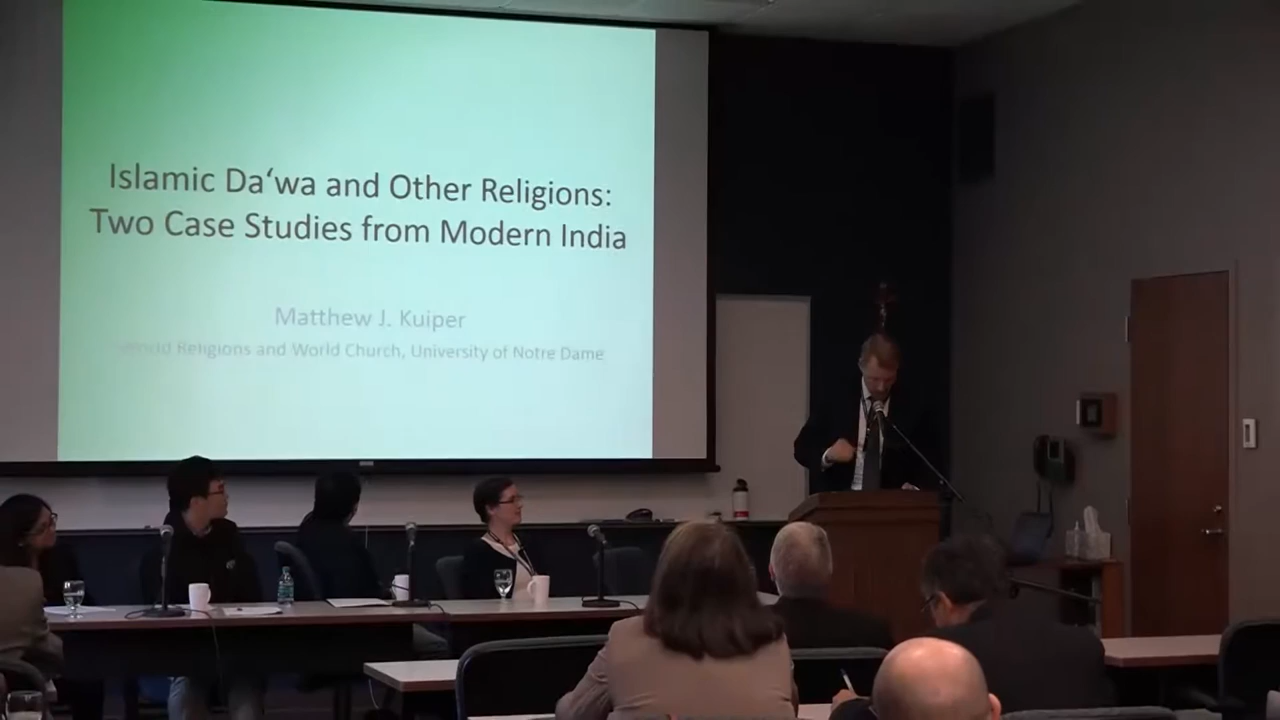 Islamic Da‘wa and Other Religions:
Two Case Studies from Modern India
Matthew J. Kuiper
World Religions and World Church, University of Notre Dame